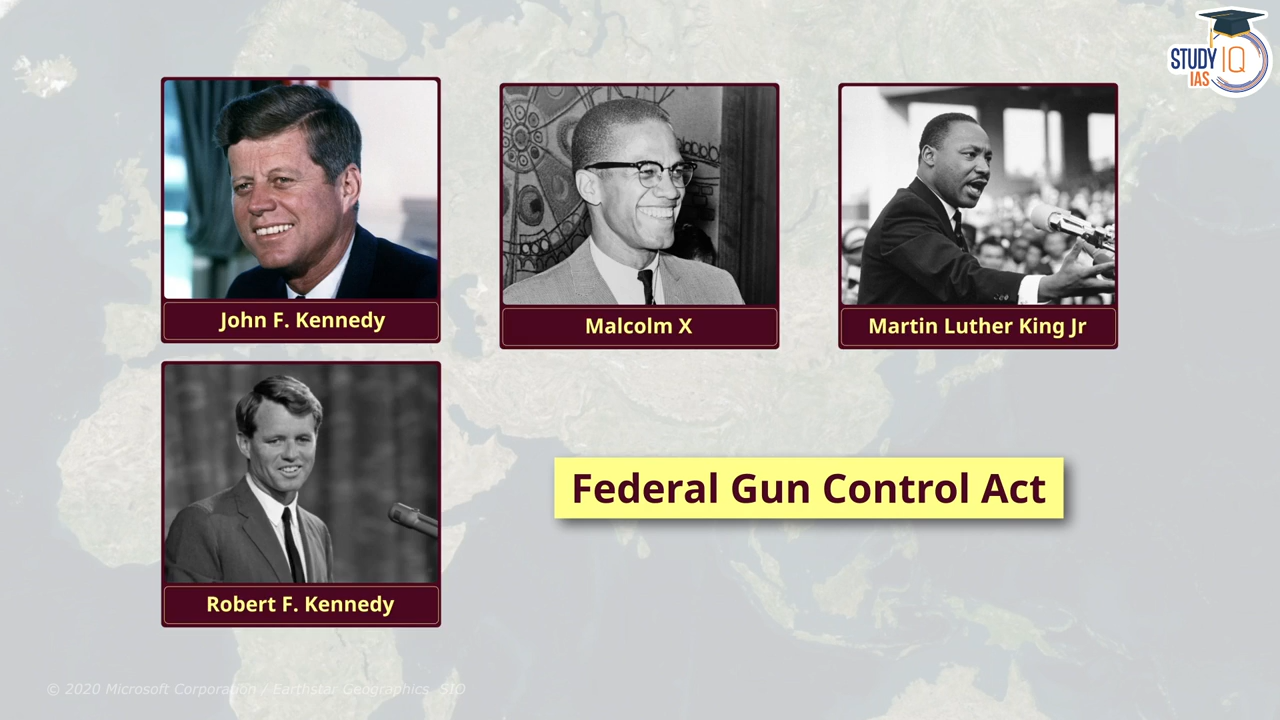 STUDY IQ
IAS
John F. Kennedy
Malcolm X
Martin Luther King Jr
Federal Gun Control Act
Robert F. Kennedy
© 2020 Microsoft Corporation / Earthstar Geographics SIO